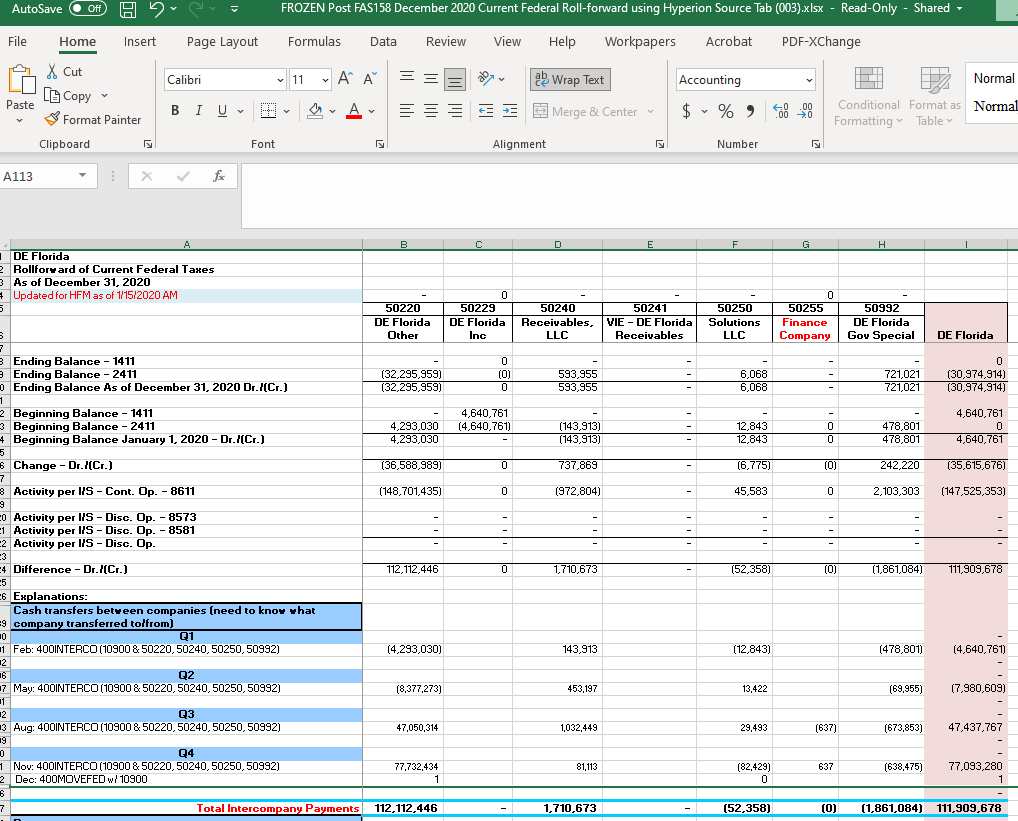 AutoSave Off FROZEN Post FAS158 December 2020 Current Federal Roll-forward using Hyperion Source Tab (003).xlsx - Read-Only - Shared
File Home Insert Page Layout Formulas Data Review View Help Workpapers Acrobat PDF-XChange
Paste Cut Copy Format Painter
Calibri 11 A A
B I U A
ab Wrap Text
Merge & Center
Accounting
$ % 9
Conditional Formatting Format as Table
Normal
Normal
Clipboard Font Alignment Number
A113 fx
A B C D E F G H I
DE Florida
Rollforward of Current Federal Taxes
As of December 31, 2020
Updated for HFM as of 1/15/2020 AM - 0 - - - 0 -
50220 50229 50240 50241 50250 50255 50992
DE Florida Other DE Florida Inc Receivables, LLC VIE - DE Florida Receivables Solutions LLC Finance Company DE Florida Gov Special DE Florida
Ending Balance - 1411 - 0 - - - - - 0
Ending Balance - 2411 (32,295,959) (0) 593,955 - 6,068 - 721,021 (30,974,914)
Ending Balance As of December 31, 2020 Dr./(Cr.) (32,295,959) 0 593,955 - 6,068 - 721,021 (30,974,914)
Beginning Balance - 1411 - 4,640,761 - - - - - 4,640,761
Beginning Balance - 2411 4,293,030 (4,640,761) (143,913) - 12,843 0 478,801 0
Beginning Balance January 1, 2020 - Dr./(Cr.) 4,293,030 - (143,913) - 12,843 0 478,801 4,640,761
Change - Dr./(Cr.) (36,588,989) 0 737,869 - (6,775) (0) 242,220 (35,615,676)
Activity per I/S - Cont. Op. - 8611 (148,701,435) 0 (972,804) - 45,583 0 2,103,303 (147,525,353)
Activity per I/S - Disc. Op. - 8573 - - - - - - - -
Activity per I/S - Disc. Op. - 8581 - - - - - - - -
Activity per I/S - Disc. Op. - - - - - - - -
Difference - Dr./(Cr.) 112,112,446 0 1,710,673 - (52,358) (0) (1,861,084) 111,909,678
Explanations:
Cash transfers between companies (need to know what
company transferred to/from)
Q1 -
Feb: 400INTERCO (10900 & 50220, 50240, 50250, 50992) (4,293,030) 143,913 (12,843) (478,801) (4,640,761)
-
Q2 -
May: 400INTERCO (10900 & 50220, 50240, 50250, 50992) (8,377,273) 453,197 13,422 (69,955) (7,980,609)
-
Q3 -
Aug: 400INTERCO (10900 & 50220, 50240, 50250, 50992) 47,050,314 1,032,449 29,493 (637) (673,853) 47,437,767
-
Q4 -
Nov: 400INTERCO (10900 & 50220, 50240, 50250, 50992) 77,732,434 81,113 (82,429) 637 (638,475) 77,093,280
Dec: 400MOVEFED w/ 10900 1 0 1
-
Total Intercompany Payments 112,112,446 - 1,710,673 - (52,358) (0) (1,861,084) 111,909,678